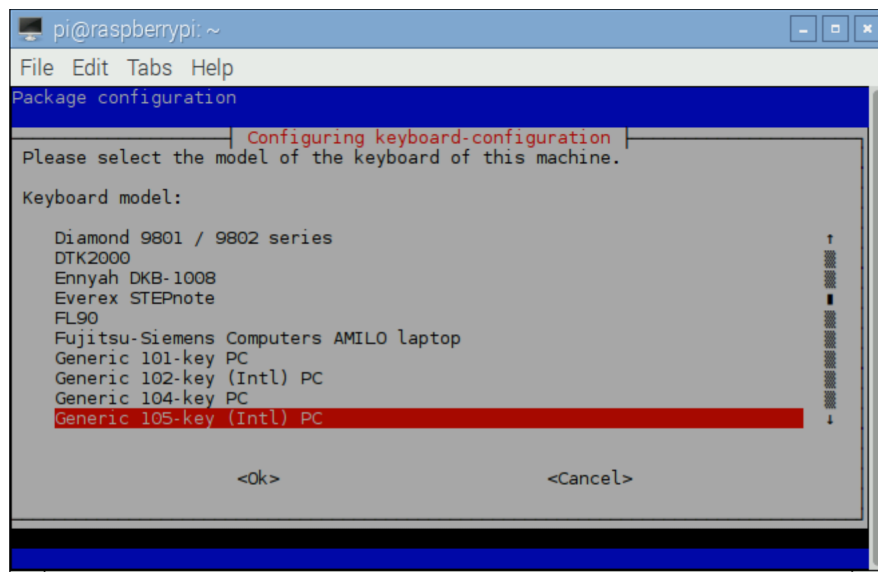 pi@raspberrypi: ~
File Edit Tabs Help
Package configuration
Configuring keyboard-configuration
Please select the model of the keyboard of this machine.
Keyboard model:
Diamond 9801 / 9802 series
DTK2000
Ennyah DKB-1008
Everex STEPnote
FL90
Fujitsu-Siemens Computers AMILO laptop
Generic 101-key PC
Generic 102-key (Intl) PC
Generic 104-key PC
Generic 105-key (Intl) PC
<Ok> <Cancel>